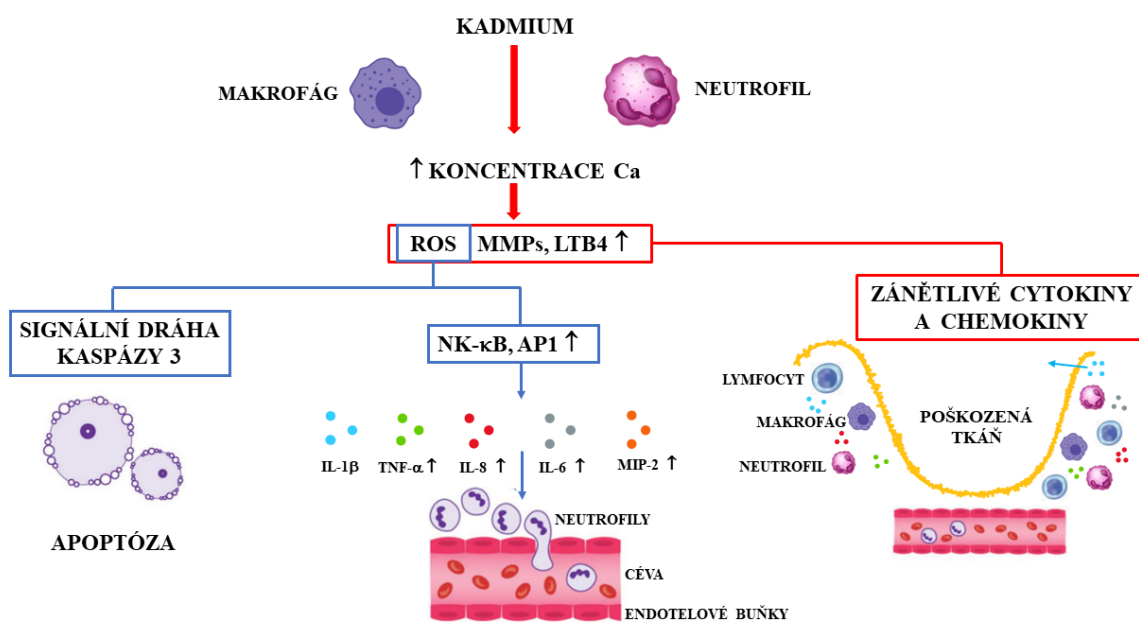 KADMIUM
MAKROFÁG
NEUTROFIL
↑ KONCENTRACE Ca
ROS MMPs, LTB4 ↑
SIGNÁLNÍ DRÁHA
KASPÁZY 3
NK-κB, AP1 ↑
ZÁNĚTLIVÉ CYTOKINY
A CHEMOKINY
IL-1β TNF-α ↑ IL-8 ↑ IL-6 ↑ MIP-2 ↑
LYMFOCYT
MAKROFÁG
NEUTROFIL
POŠKOZENÁ
TKÁŇ
APOPTÓZA
NEUTROFILY
CÉVA
ENDOTELOVÉ BUŇKY